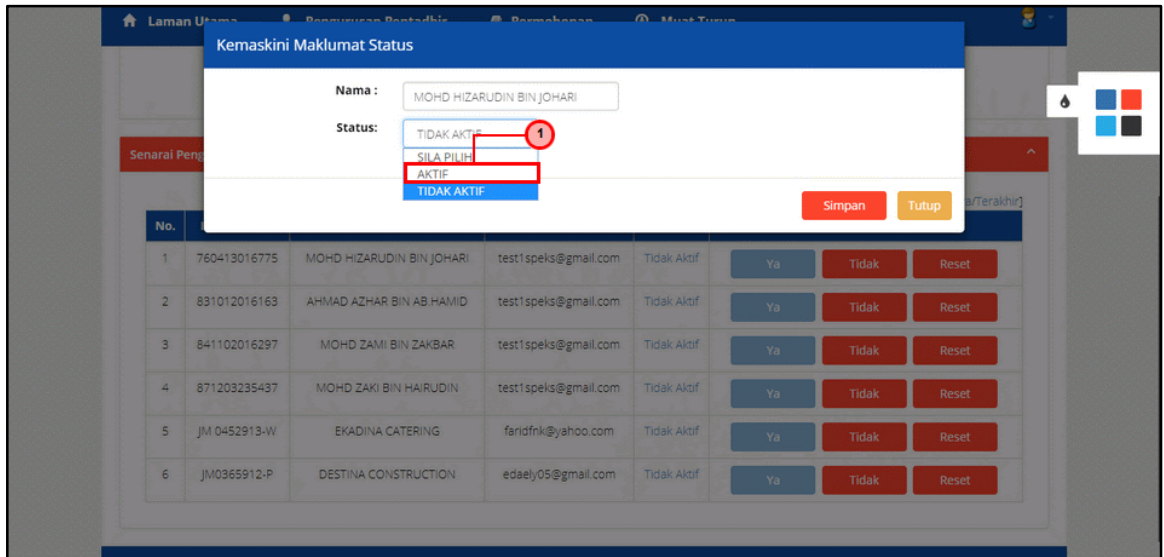 Laman Utama Pengurusan Pentadbir Permohonan Muat Turun
Kemaskini Maklumat Status
Nama : MOHD HIZARUDIN BIN JOHARI
Status: TIDAK AKTIF 1
SILA PILIH
AKTIF
TIDAK AKTIF
Senarai Peng
Simpan Tutup
a/Terakhir]
No.
1 760413016775 MOHD HIZARUDIN BIN JOHARI test1speks@gmail.com Tidak Aktif Ya Tidak Reset
2 831012016163 AHMAD AZHAR BIN AB.HAMID test1speks@gmail.com Tidak Aktif Ya Tidak Reset
3 841102016297 MOHD ZAMI BIN ZAKBAR test1speks@gmail.com Tidak Aktif Ya Tidak Reset
4 871203235437 MOHD ZAKI BIN HAIRUDIN test1speks@gmail.com Tidak Aktif Ya Tidak Reset
5 JM 0452913-W EKADINA CATERING faridfnk@yahoo.com Tidak Aktif Ya Tidak Reset
6 JM0365912-P DESTINA CONSTRUCTION edaely05@gmail.com Tidak Aktif Ya Tidak Reset